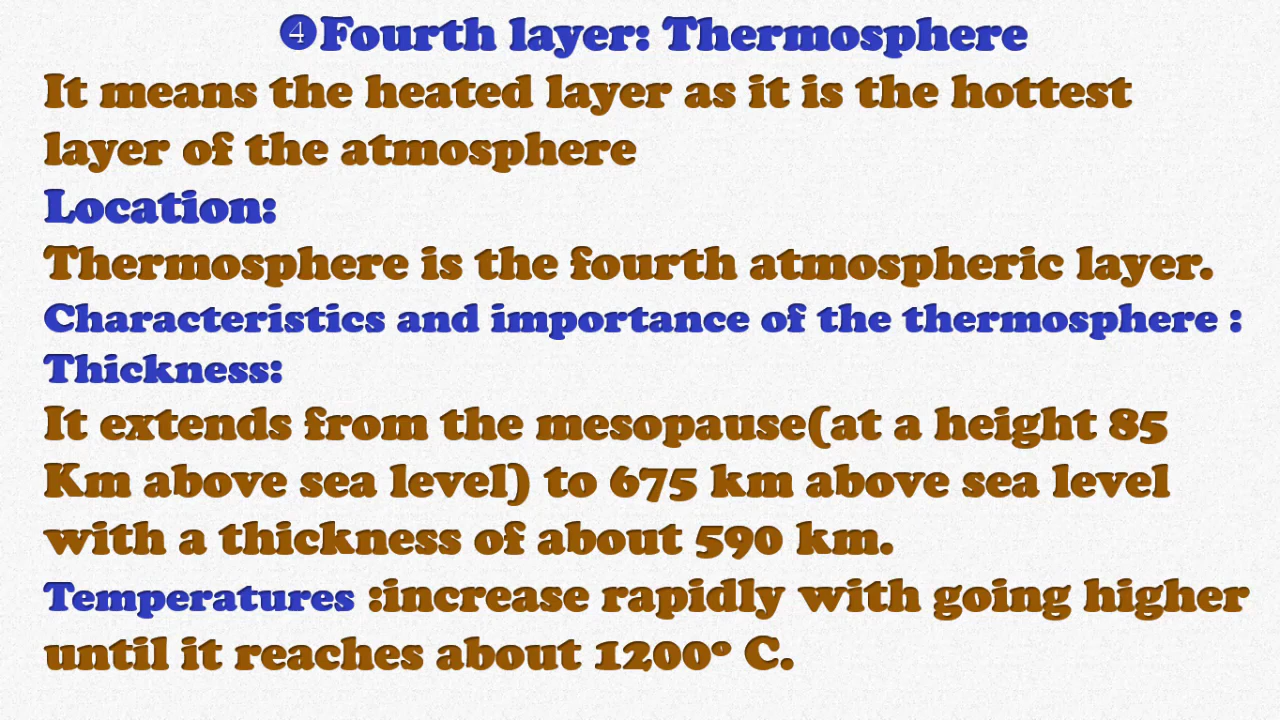 ❹Fourth layer: Thermosphere
It means the heated layer as it is the hottest
layer of the atmosphere
Location:
Thermosphere is the fourth atmospheric layer.
Characteristics and importance of the thermosphere :
Thickness:
It extends from the mesopause(at a height 85
Km above sea level) to 675 km above sea level
with a thickness of about 590 km.
Temperatures :increase rapidly with going higher
until it reaches about 1200º C.